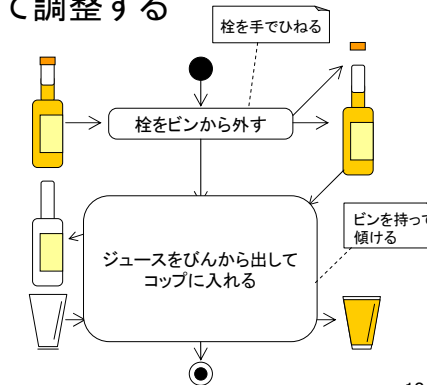 て調整する
栓を手でひねる
栓をビンから外す
ビンを持って
傾ける
ジュースをびんから出して
コップに入れる